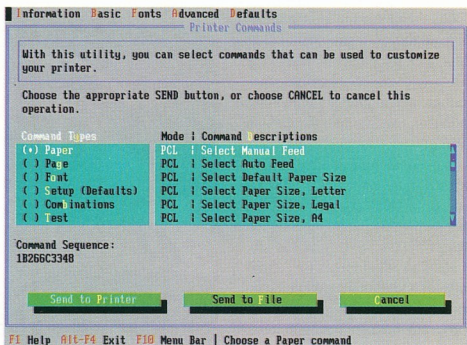 Information Basic Fonts Advanced Defaults
Printer Commands
With this utility, you can select commands that can be used to customize
your printer.
Choose the appropriate SEND button, or choose CANCEL to cancel this
operation.
Command Types
Mode | Command Descriptions
(•) Paper
PCL | Select Manual Feed
( ) Page
PCL | Select Auto Feed
( ) Font
PCL | Select Default Paper Size
( ) Setup (Defaults)
PCL | Select Paper Size, Letter
( ) Combinations
PCL | Select Paper Size, Legal
( ) Test
PCL | Select Paper Size, A4
Command Sequence:
1B266C3348
Send to Printer
Send to File
Cancel
F1 Help Alt-F4 Exit F10 Menu Bar | Choose a Paper command